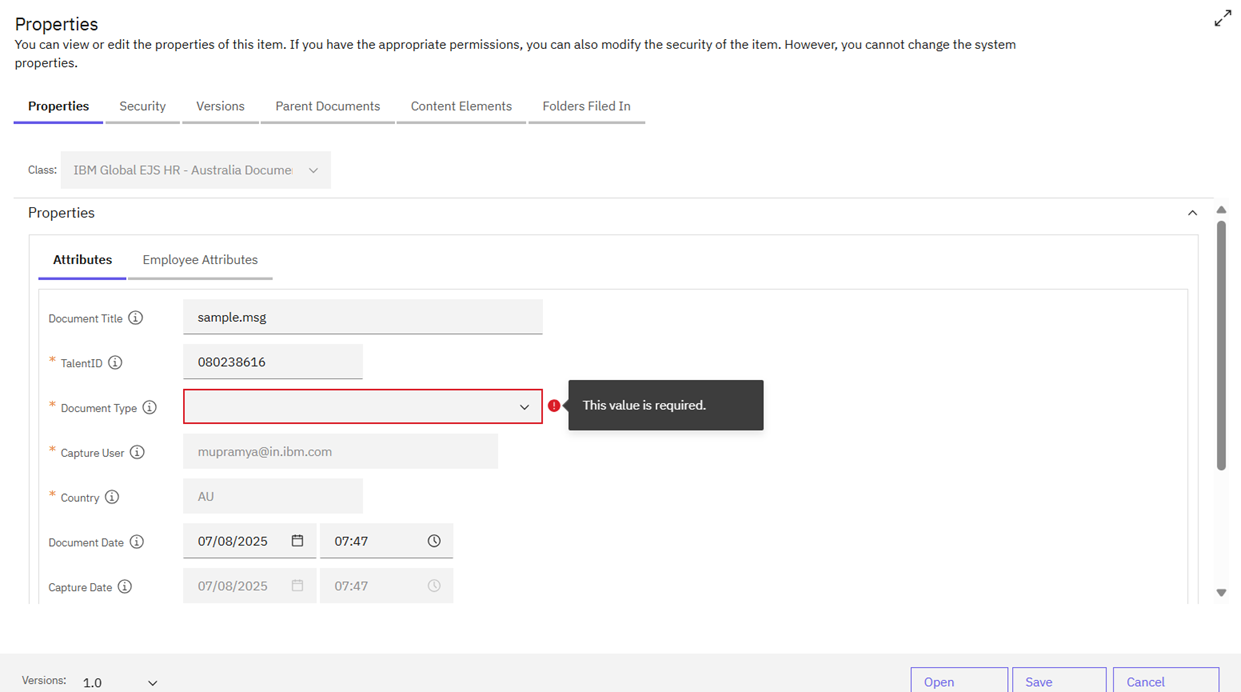 Properties
You can view or edit the properties of this item. If you have the appropriate permissions, you can also modify the security of the item. However, you cannot change the system
properties.
Properties Security Versions Parent Documents Content Elements Folders Filed In
Class: IBM Global EJS HR - Australia Docume
Properties
Attributes Employee Attributes
Document Title sample.msg
* TalentID 080238616
* Document Type This value is required.
* Capture User mupramya@in.ibm.com
* Country AU
Document Date 07/08/2025 07:47
Capture Date 07/08/2025 07:47
Versions: 1.0 Open Save Cancel